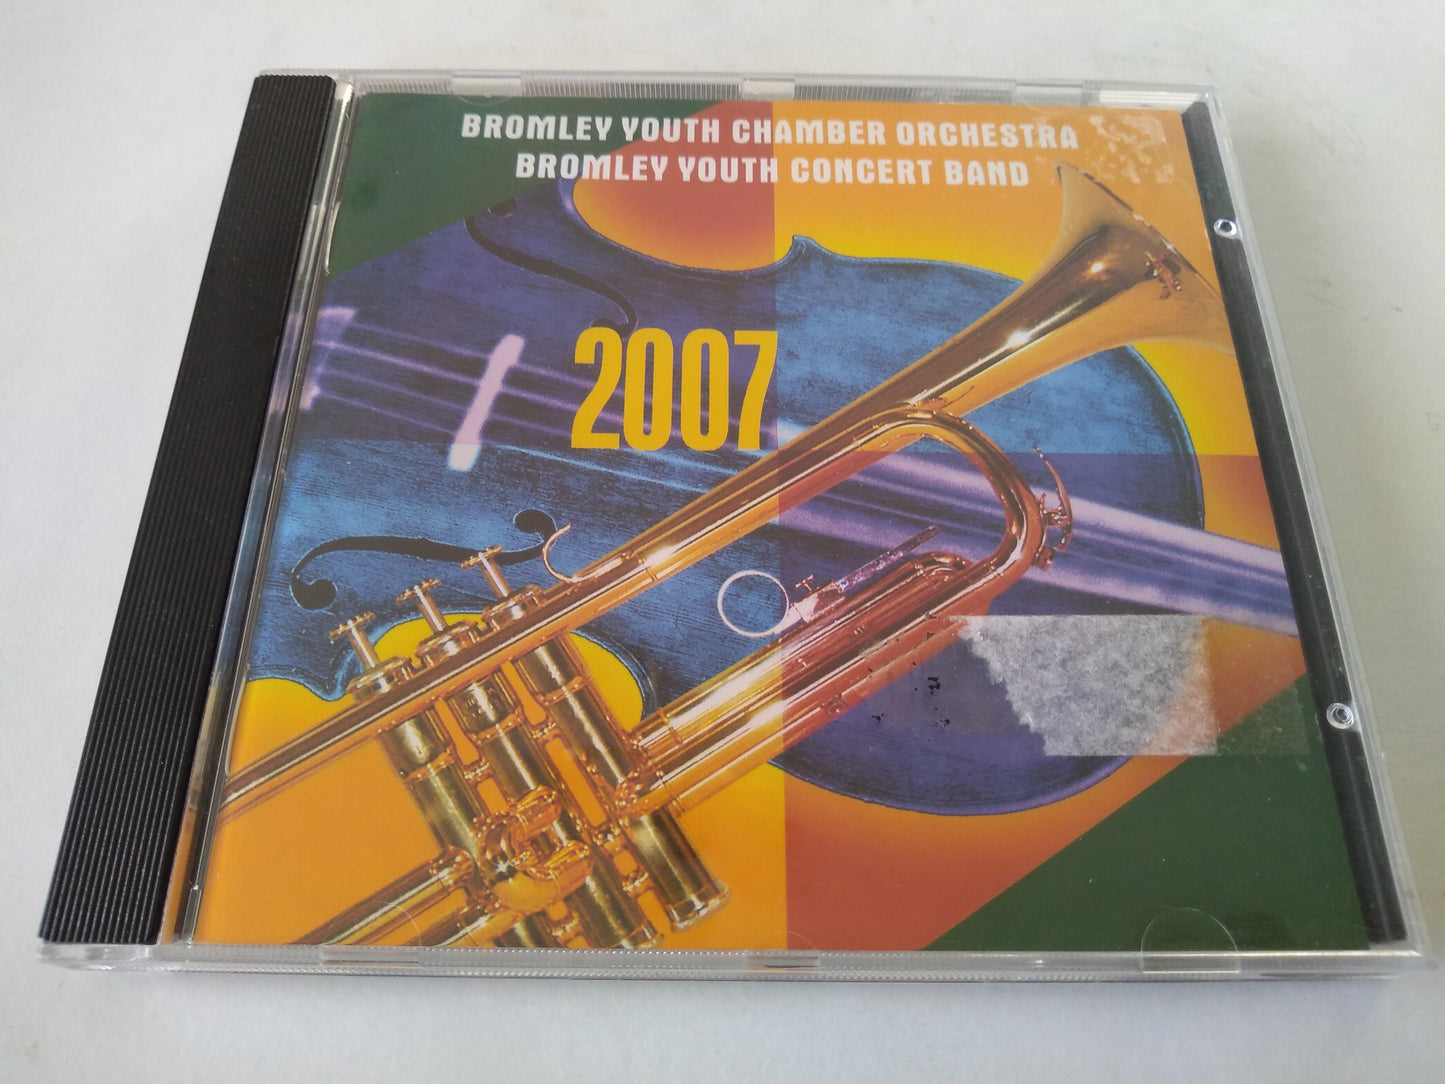 BROMLEY YOUTH CHAMBER ORCHESTRA
BROMLEY YOUTH CONCERT BAND
2007